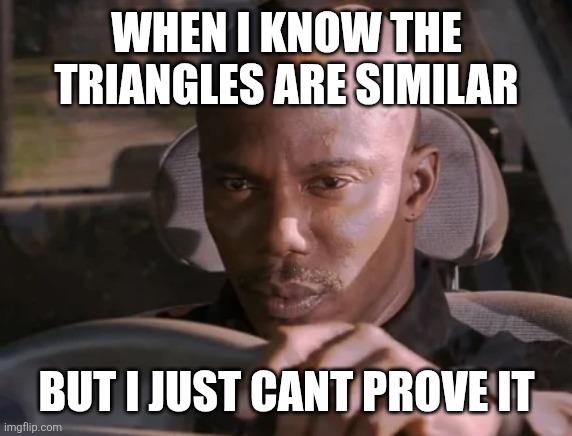 WHEN I KNOW THE
TRIANGLES ARE SIMILAR
BUT I JUST CANT PROVE IT
imgflip.com